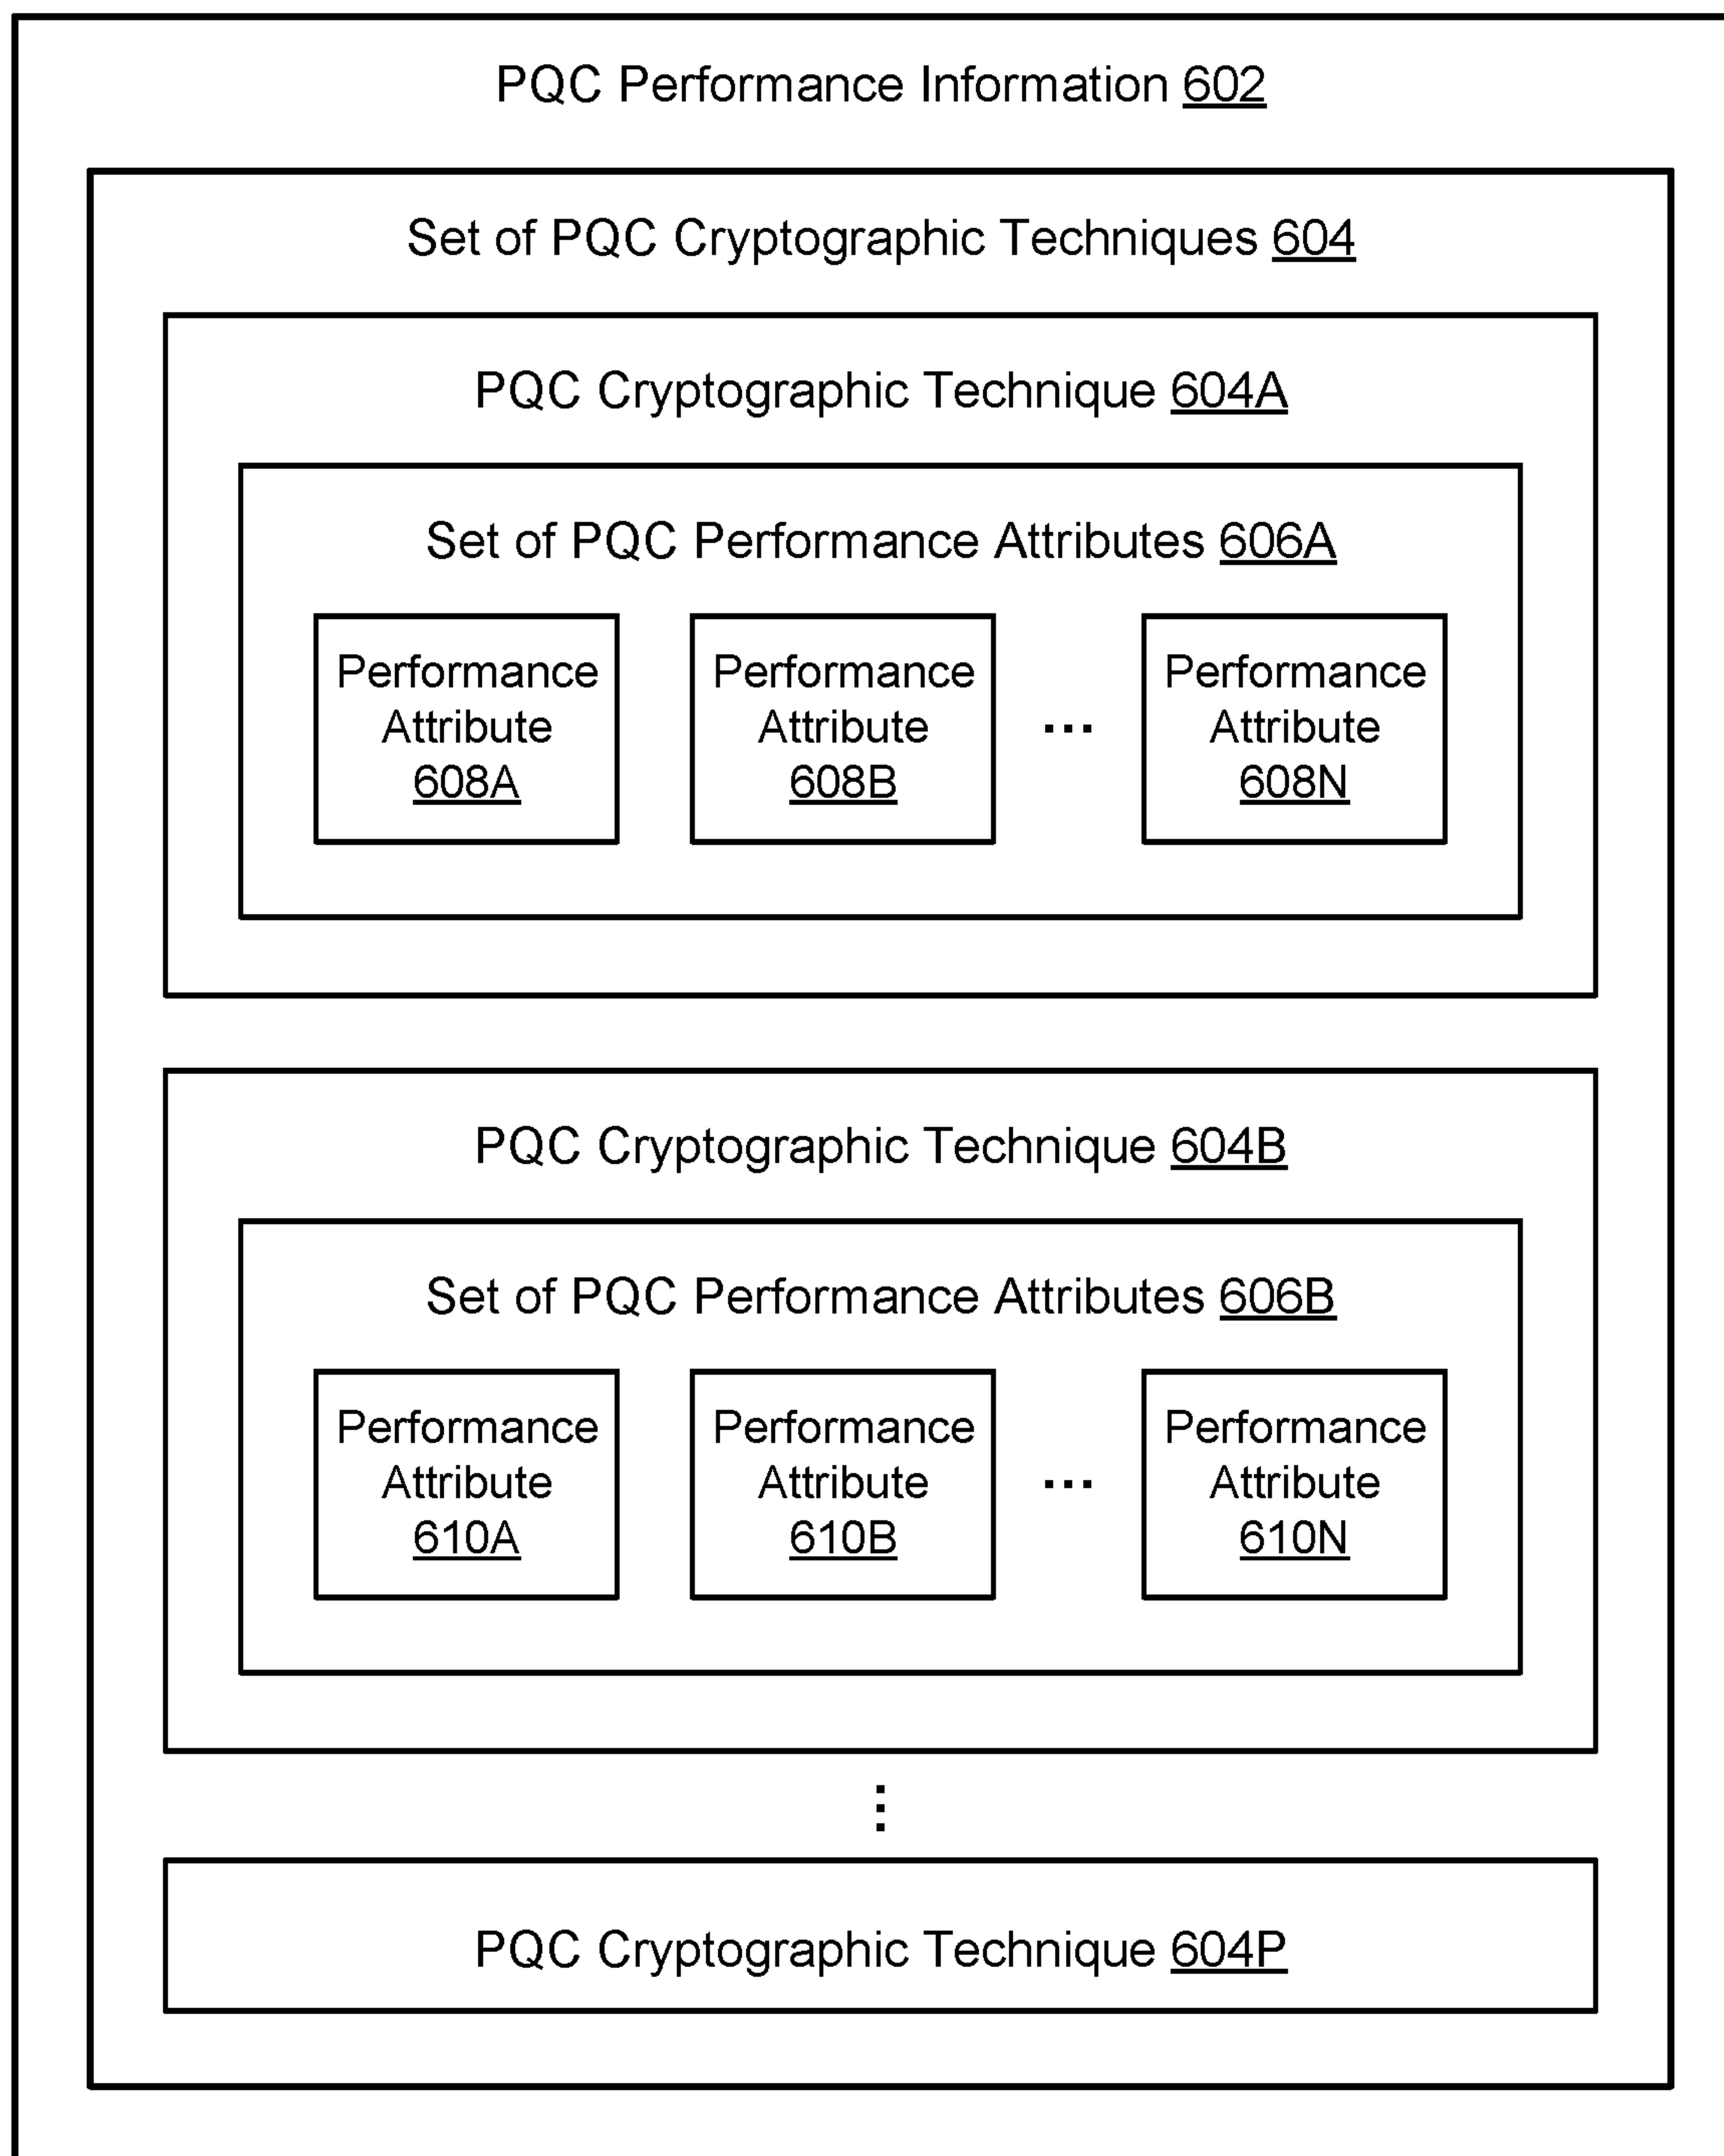 PQC Performance Information 602
Set of PQC Cryptographic Techniques 604
PQC Cryptographic Technique 604A
Set of PQC Performance Attributes 606A
Performance
Attribute
608A
Performance
Attribute
608B
...
Performance
Attribute
608N
PQC Cryptographic Technique 604B
Set of PQC Performance Attributes 606B
Performance
Attribute
610A
Performance
Attribute
610B
...
Performance
Attribute
610N
⋮
PQC Cryptographic Technique 604P